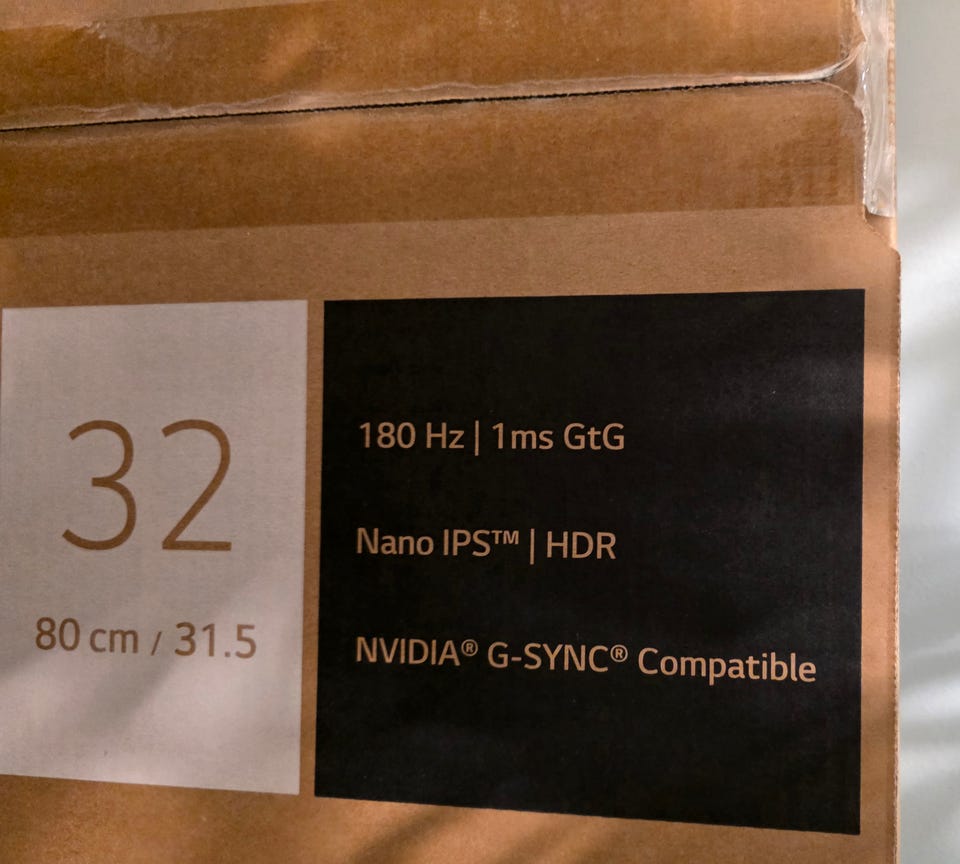 32
80 cm / 31.5
180 Hz | 1ms GtG
Nano IPS™ | HDR
NVIDIA® G-SYNC® Compatible